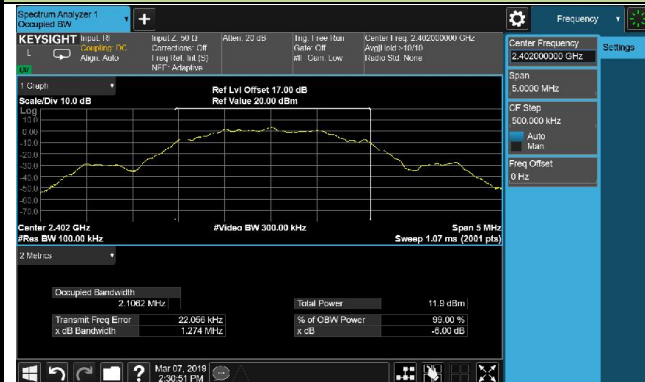 Spectrum Analyzer 1
Occupied BW
+
Frequency
KEYSIGHT Input: RF Input Z: 50 Ω Atten: 20 dB Trig: Free Run Center Freq: 2.402000000 GHz
L Coupling: DC Corrections: Off Gate: Off Avg|Hold:>10/10
Align: Auto Freq Ref: Int (S) #IF Gain: Low Radio Std: None
NFE: Adaptive
Center Frequency
2.402000000 GHz
Settings
Span
5.0000 MHz
CF Step
500.000 kHz
Auto
Man
Freq Offset
0 Hz
1 Graph
Ref Lvl Offset 17.00 dB
Scale/Div 10.0 dB Ref Value 20.00 dBm
Log
10.0
0.00
-10.0
-20.0
-30.0
-40.0
-50.0
-60.0
-70.0
Center 2.402 GHz #Video BW 300.00 kHz Span 5 MHz
#Res BW 100.00 kHz Sweep 1.07 ms (2001 pts)
2 Metrics
Occupied Bandwidth
2.1062 MHz Total Power 11.9 dBm
Transmit Freq Error 22.056 kHz % of OBW Power 99.00 %
x dB Bandwidth 1.274 MHz x dB -6.00 dB
? Mar 07, 2019
2:30:51 PM